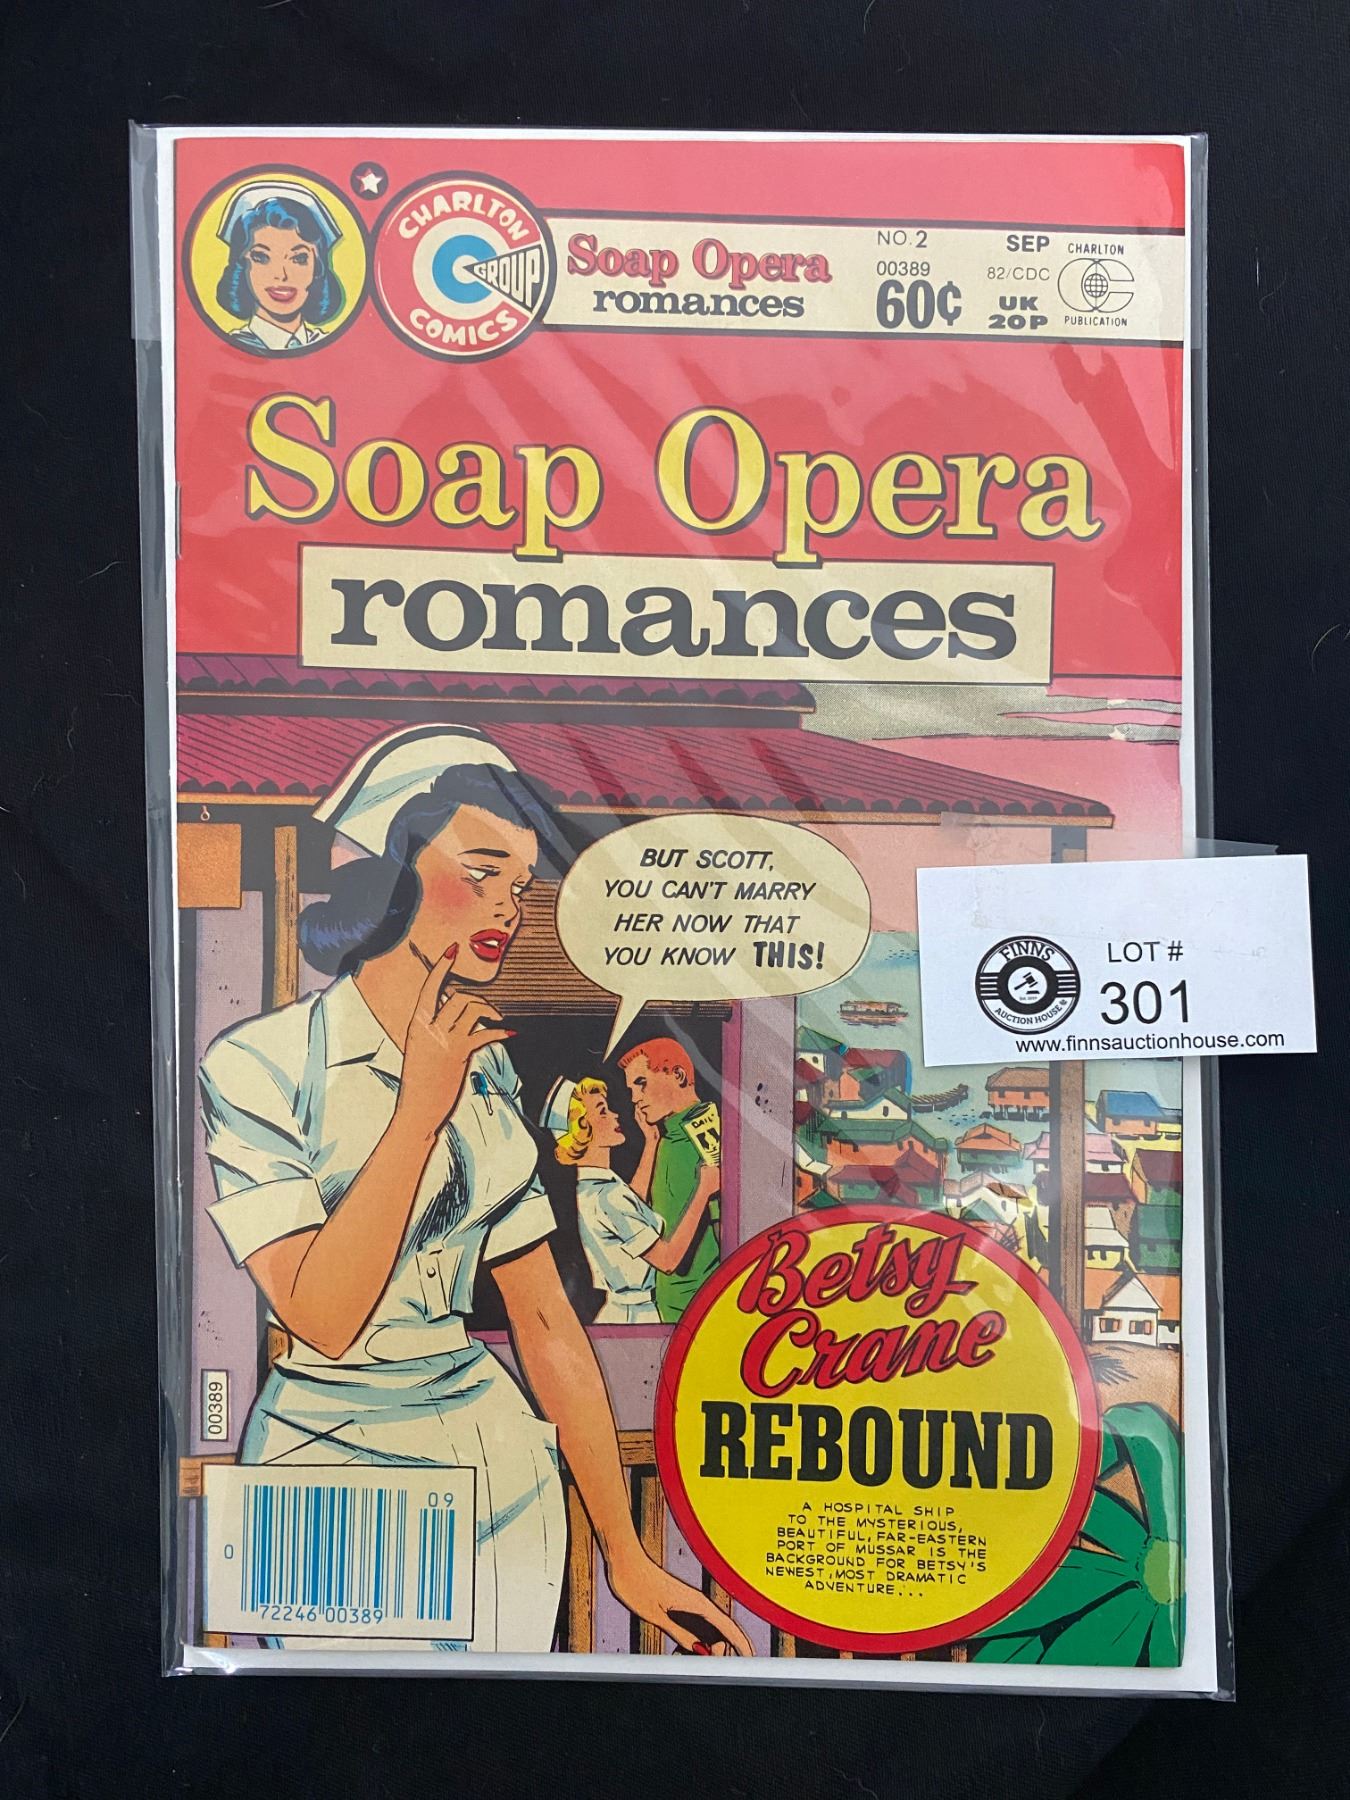 CHARLTON
COMICS
GROUP
Soap Opera
romances
NO.2
00389
60¢
SEP
82/CDC
UK
20P
CHARLTON
PUBLICATION
Soap Opera
romances
BUT SCOTT,
YOU CAN'T MARRY
HER NOW THAT
YOU KNOW THIS!
FINNS
AUCTION HOUSE
LOT #
301
www.finnsauctionhouse.com
DAILY
Betsy
Crane
REBOUND
A HOSPITAL SHIP
TO THE MYSTERIOUS,
BEAUTIFUL, FAR-EASTERN
PORT OF MUSSAR IS THE
BACKGROUND FOR BETSY'S
NEWEST, MOST DRAMATIC
ADVENTURE...
00389
09
0
72246 00389